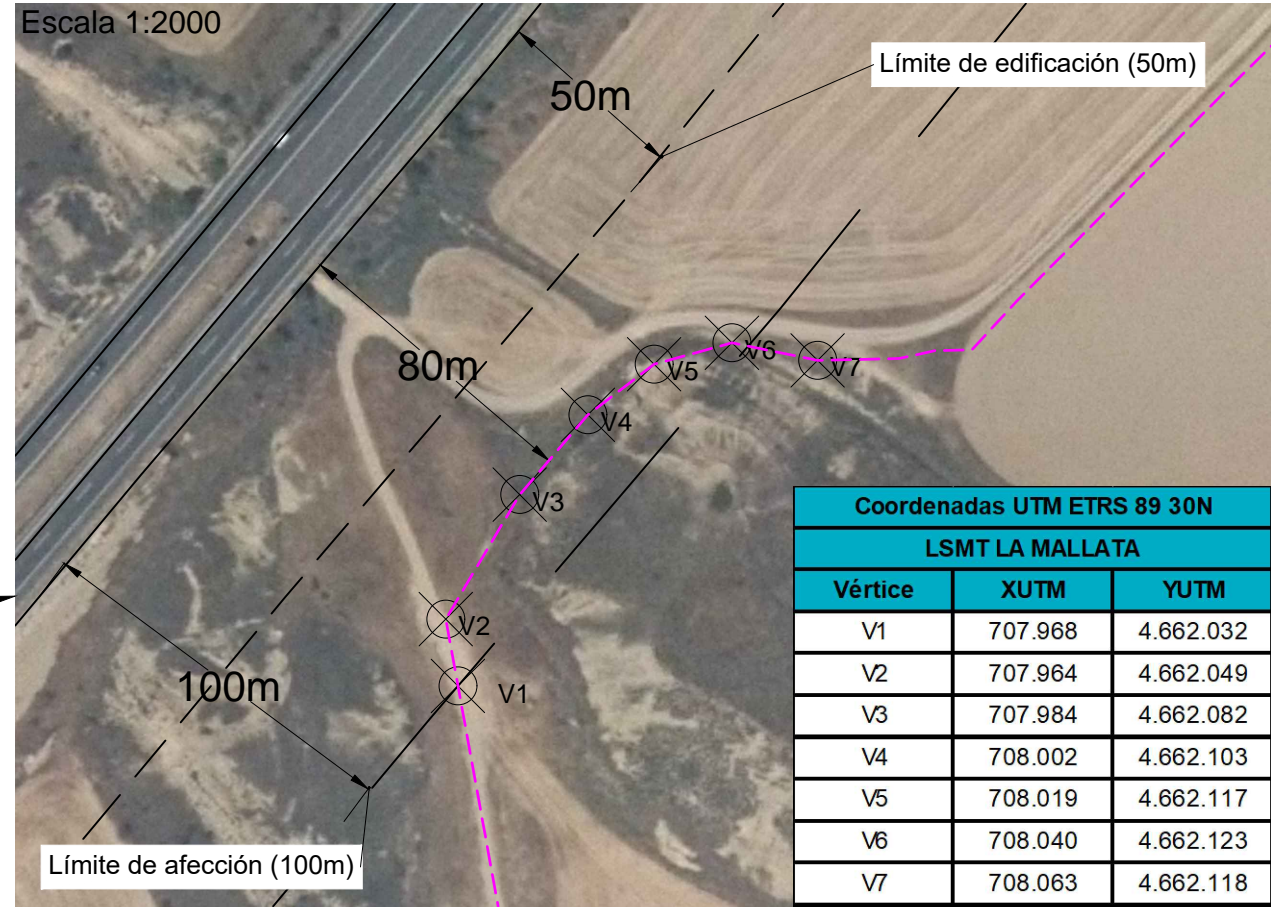 Escala 1:2000
Límite de edificación (50m)
50m
80m
V6
V5
V7
V4
V3
V2
V1
100m
Límite de afección (100m)
Coordenadas UTM ETRS 89 30N
LSMT LA MALLATA
Vértice XUTM YUTM
V1 707.968 4.662.032
V2 707.964 4.662.049
V3 707.984 4.662.082
V4 708.002 4.662.103
V5 708.019 4.662.117
V6 708.040 4.662.123
V7 708.063 4.662.118